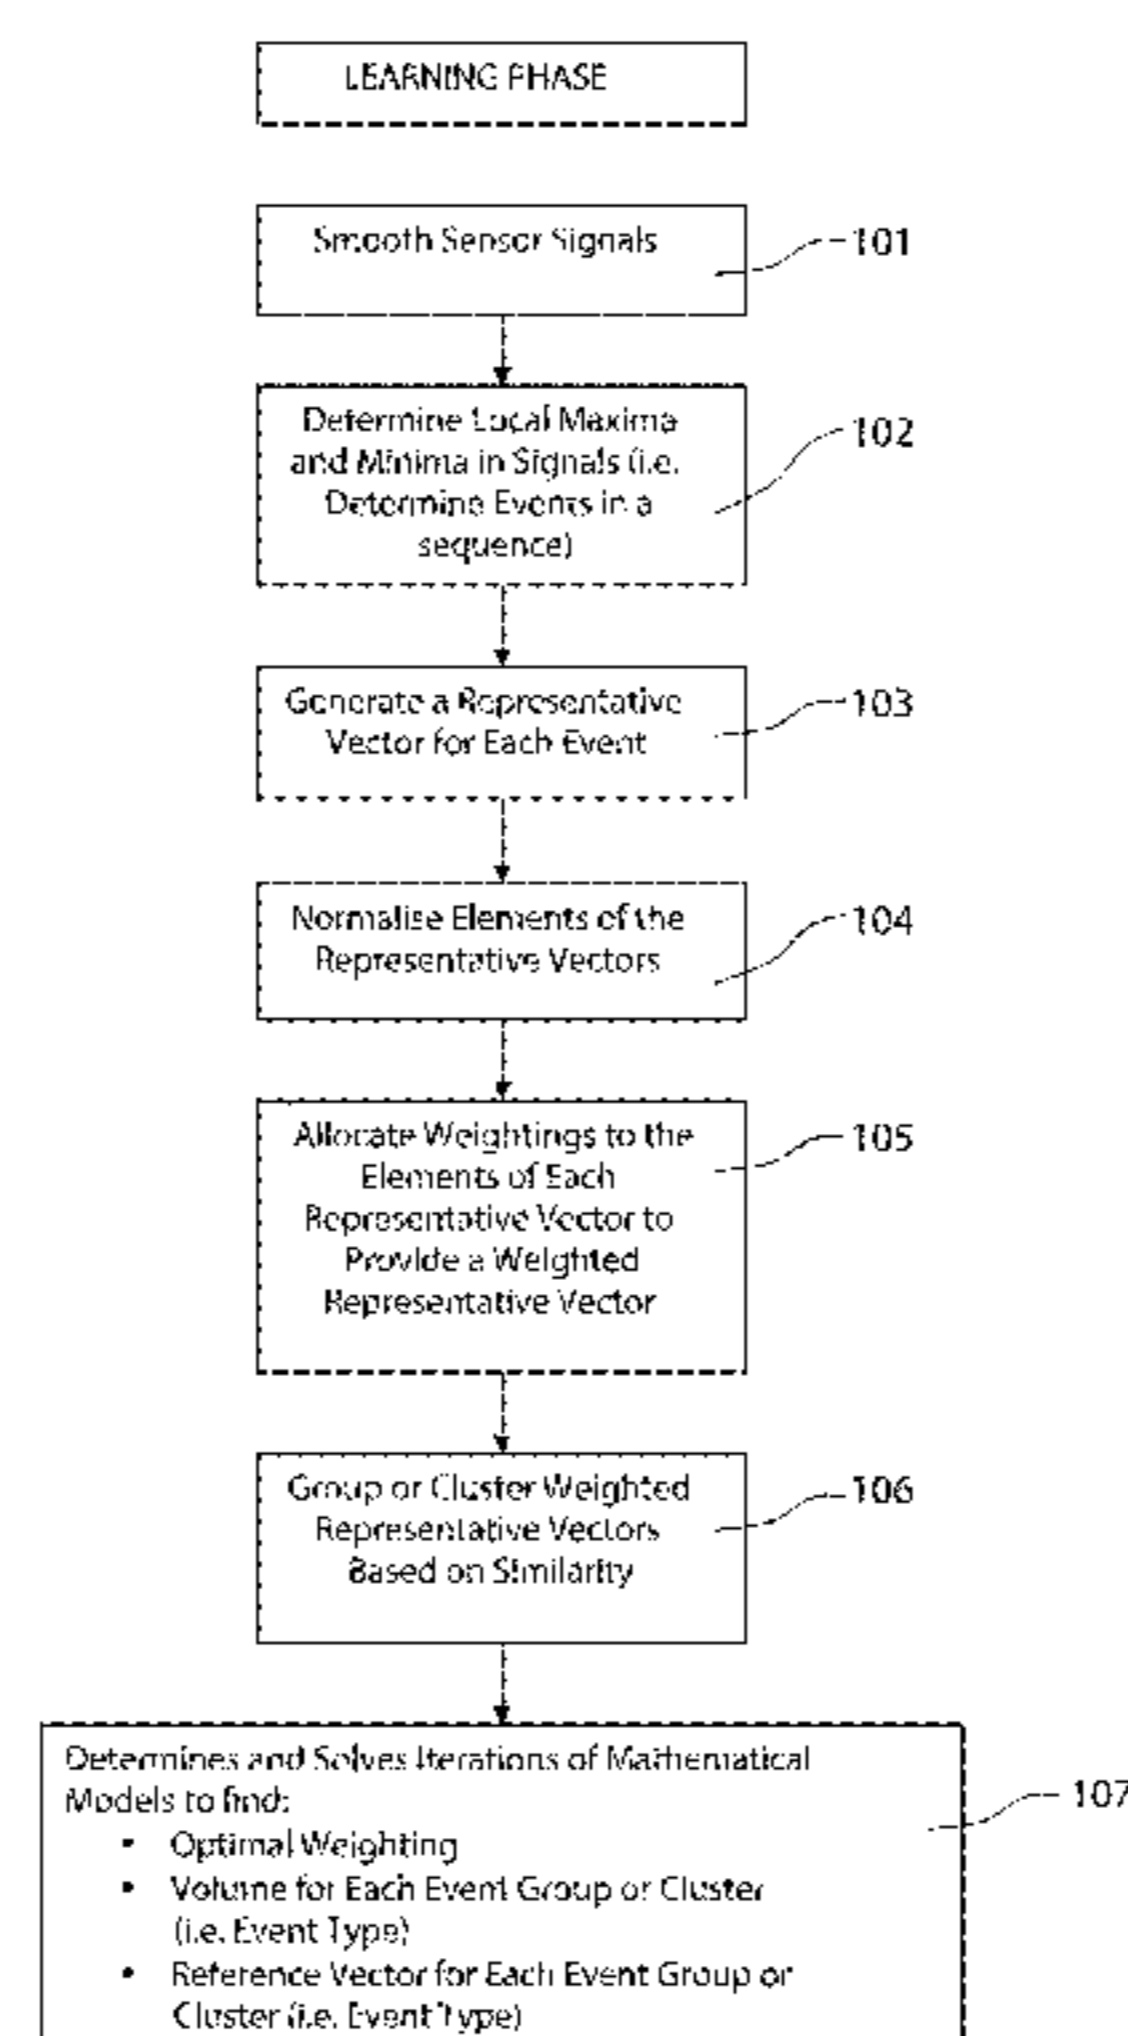 LEARNING PHASE
Smooth Sensor Signals
101
Determine Local Maxima
and Minima in Signals (i.e.
Determine Events in a
sequence)
102
Generate a Representative
Vector for Each Event
103
Normalise Elements of the
Representative Vectors
104
Allocate Weightings to the
Elements of Each
Representative Vector to
Provide a Weighted
Representative Vector
105
Group or Cluster Weighted
Representative Vectors
Based on Similarity
106
Determines and Solves Iterations of Mathematical
Models to find:
• Optimal Weighting
• Volume for Each Event Group or Cluster
(i.e. Event Type)
• Reference Vector for Each Event Group or
Cluster (i.e. Event Type)
107